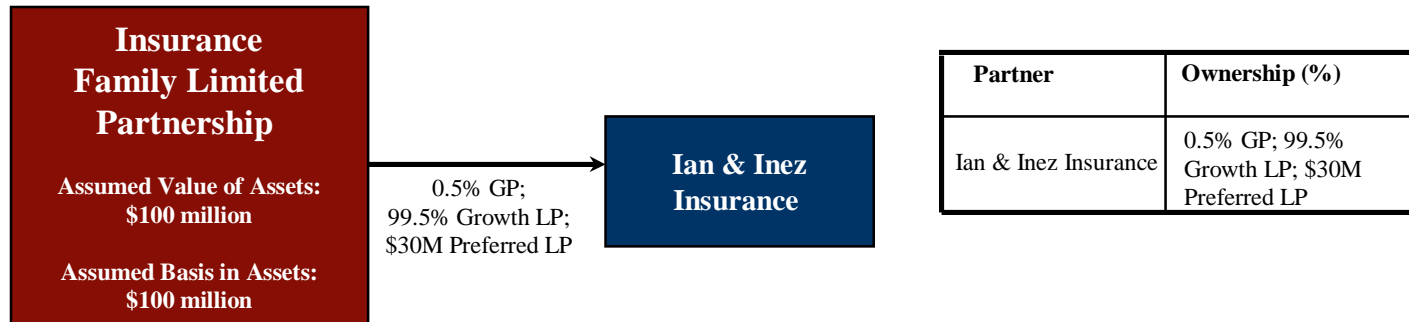 Insurance
Family Limited
Partnership
Assumed Value of Assets:
$100 million
Assumed Basis in Assets:
$100 million
0.5% GP;
99.5% Growth LP;
$30M Preferred LP
Ian & Inez
Insurance
Partner
Ownership (%)
Ian & Inez Insurance
0.5% GP; 99.5%
Growth LP; $30M
Preferred LP